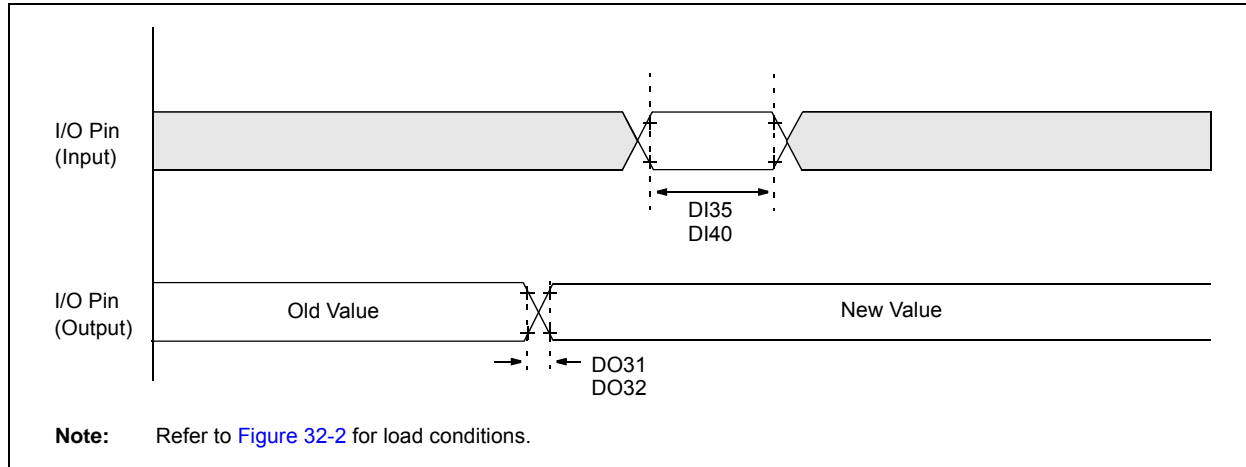 I/O Pin
(Input)
DI35
DI40
I/O Pin
(Output)
Old Value
New Value
DO31
DO32
Note: Refer to Figure 32-2 for load conditions.